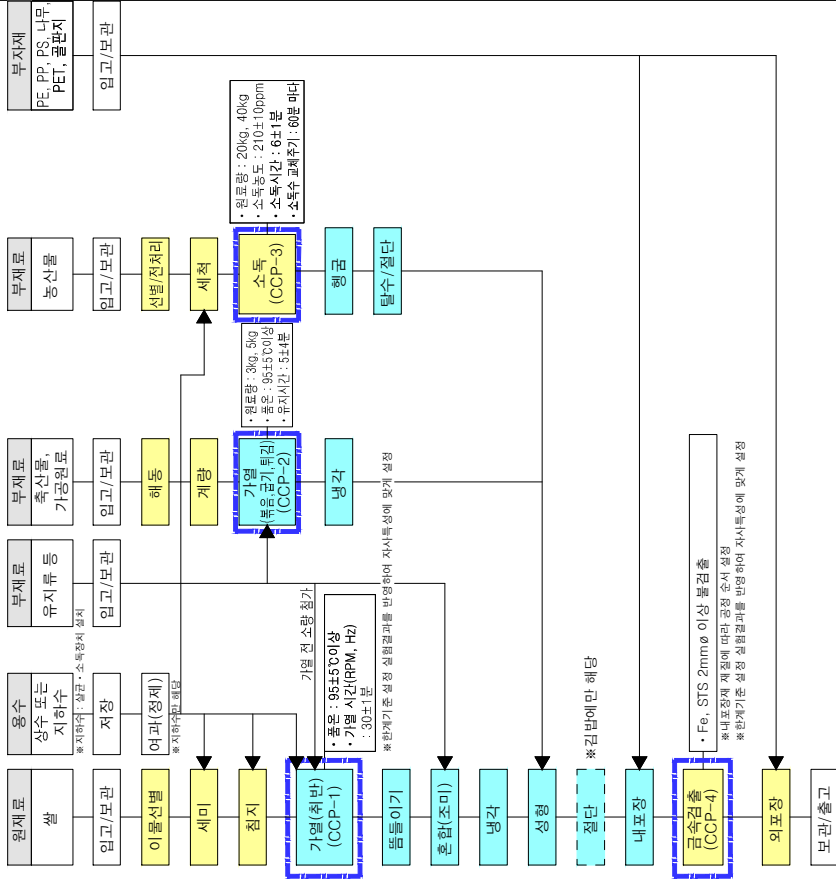 원재료
쌀
입고/보관
이물선별
세미
침지
가열(취반)
(CCP-1)
뜸들이기
혼합(조미)
냉각
성형
절단
※김밥에만 해당
내포장
금속검출
(CCP-4)
외포장
보관/출고
용수
상수 또는
지하수
※지하수 : 살균・소독장치 설치
저장
여과(정제)
※지하수만 해당
가열 전 소량 첨가
・품온 : 95±5℃이상
・가열 시간(RPM, Hz)
: 30±1분
※한계기준 설정 실험결과를 반영하여 자사특성에 맞게 설정
・Fe, STS 2mmø 이상 불검출
※내포장재 재질에 따라 공정 순서 설정
※한계기준 설정 실험결과를 반영하여 자사특성에 맞게 설정
부재료
유지류 등
입고/보관
부재료
축산물,
가공원료
입고/보관
해동
계량
가열
(볶음,굽기,튀김)
(CCP-2)
냉각
・원료량 : 3kg, 5kg
・품온 : 95±5℃이상
・유지시간 : 5±4분
부재료
농산물
입고/보관
선별/전처리
세척
소독
(CCP-3)
헹굼
탈수/절단
・원료량 : 20kg, 40kg
・소독농도 : 210±10ppm
・소독시간 : 6±1분
・소독수 교체주기 : 60분 마다
부자재
PE, PP, PS, 나무,
PET, 골판지
입고/보관